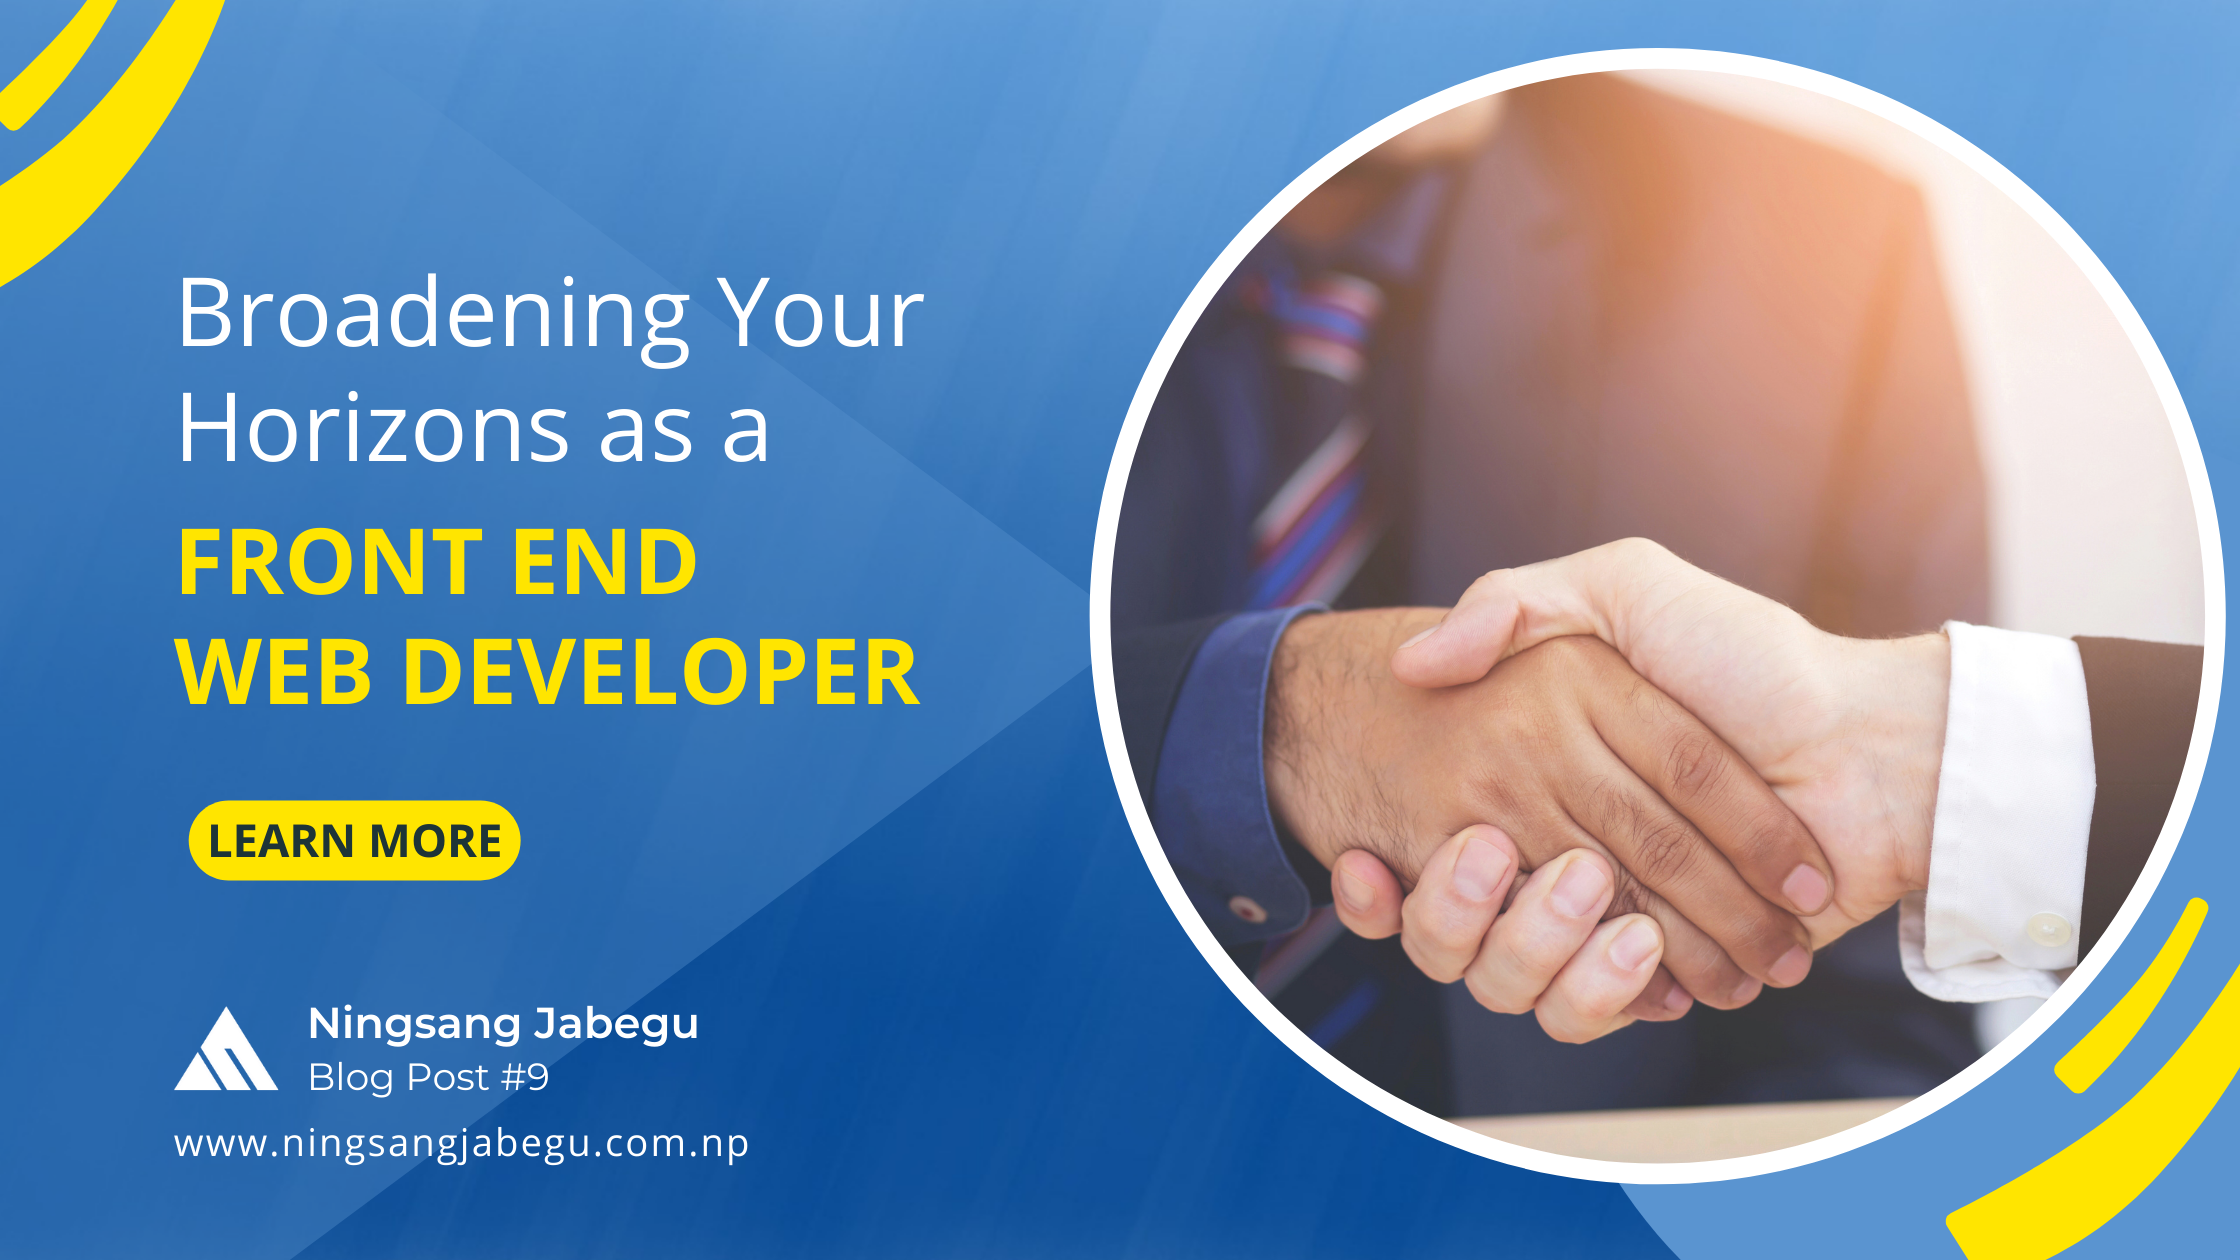 Broadening Your
Horizons as a
FRONT END
WEB DEVELOPER
LEARN MORE
Ningsang Jabegu
Blog Post #9
www.ningsangjabegu.com.np